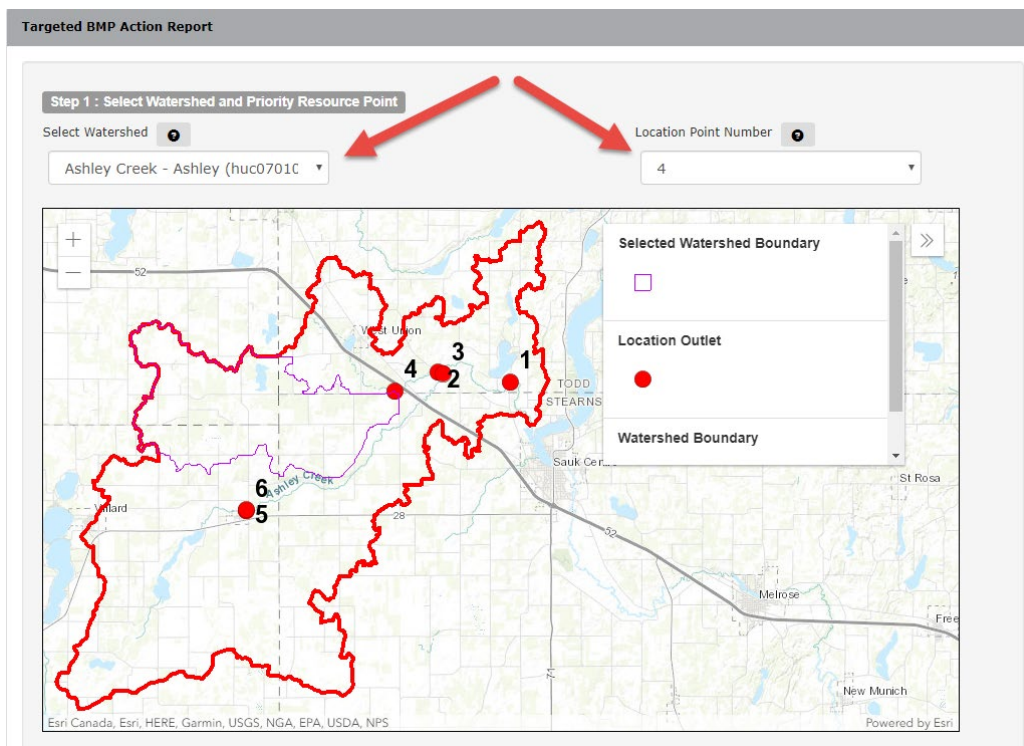 Targeted BMP Action Report
Step 1 : Select Watershed and Priority Resource Point
Select Watershed ?
Location Point Number ?
Ashley Creek - Ashley (huc0701C
4
+
−
52
Selected Watershed Boundary
Location Outlet
Watershed Boundary
West Union
4
3
2
1
TODD
STEARNS
Sauk Cen
St Rosa
6
5
Ashley Creek
28
52
Melrose
Free
71
New Munich
Esri Canada, Esri, HERE, Garmin, USGS, NGA, EPA, USDA, NPS
Powered by Esri